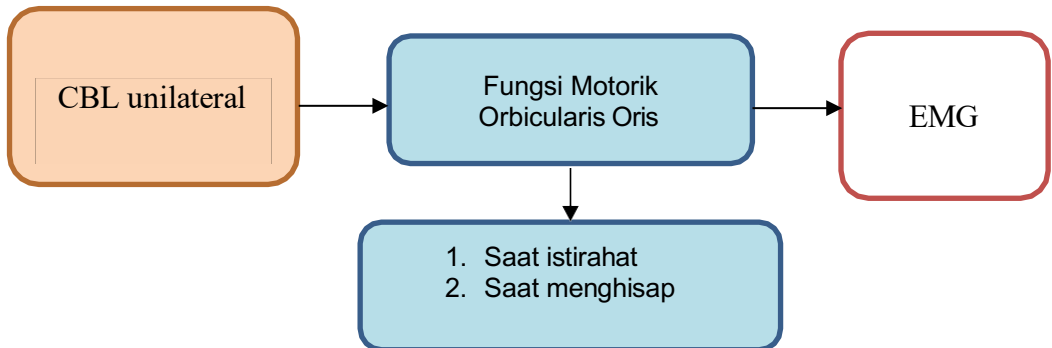 CBL unilateral
Fungsi Motorik
Orbicularis Oris
EMG
1. Saat istirahat
2. Saat menghisap